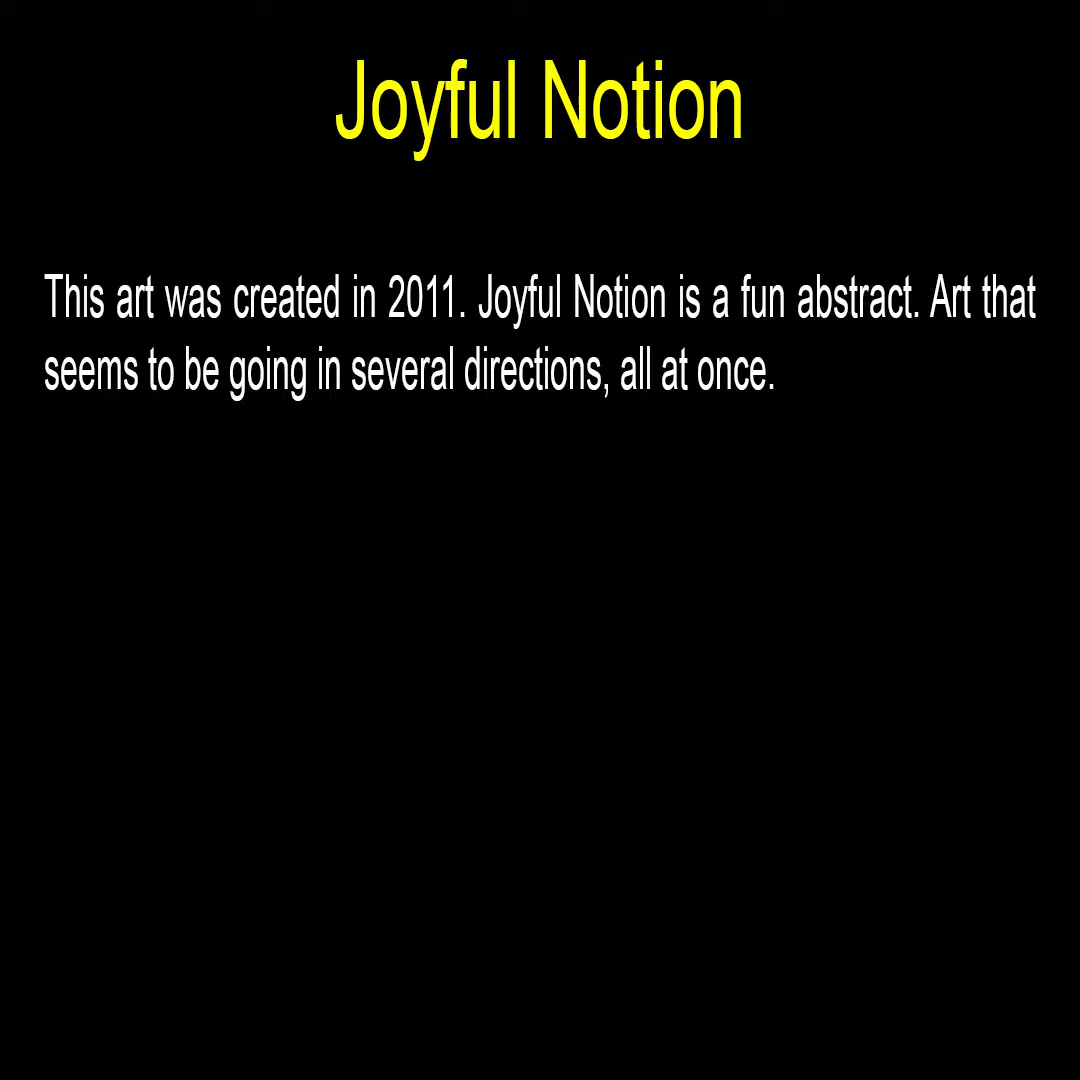 Joyful Notion
This art was created in 2011. Joyful Notion is a fun abstract. Art that
seems to be going in several directions, all at once.